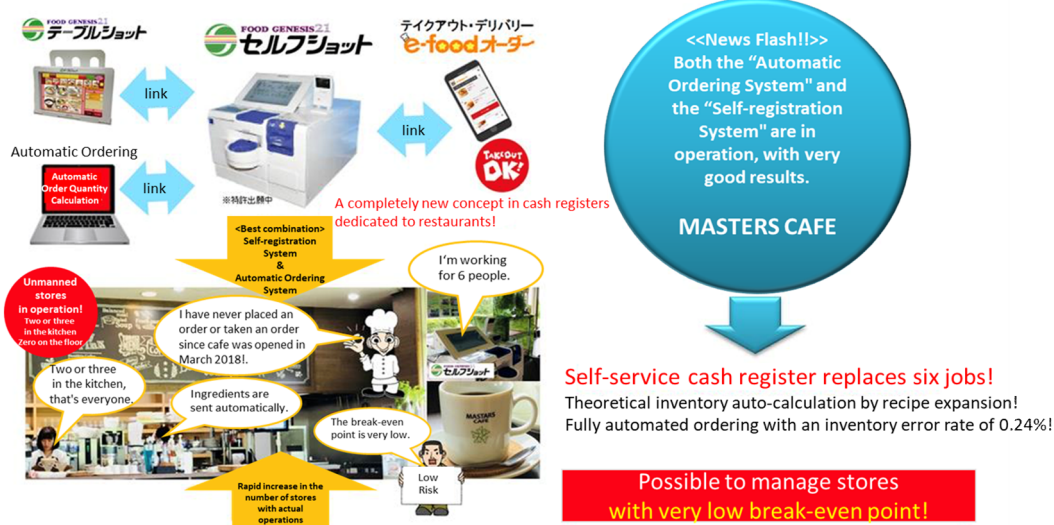 FOOD GENESIS21
テーブルショット
FOOD GENESIS21
セルフショット
テイクアウト・デリバリー
e-foodオーダー
link
link
Automatic Ordering
Automatic
Order Quantity
Calculation
link
TAKEOUT
OK!
※特許出願中
A completely new concept in cash registers
dedicated to restaurants!
<Best combination>
Self-registration
System
&
Automatic Ordering
System
I'm working
for 6 people.
Unmanned
stores
in operation!
Two or three
in the kitchen
Zero on the floor
I have never placed an
order or taken an order
since cafe was opened in
March 2018!.
Two or three
in the kitchen,
that's everyone.
Ingredients are
sent automatically.
FOOD GENESIS21
セルフショット
The break-even
point is very low.
MASTARS
CAFE
Low
Risk
Rapid increase in the
number of stores
with actual
operations
<<News Flash!!>>
Both the “Automatic
Ordering System" and
the “Self-registration
System" are in
operation, with very
good results.
MASTERS CAFE
Self-service cash register replaces six jobs!
Theoretical inventory auto-calculation by recipe expansion!
Fully automated ordering with an inventory error rate of 0.24%!
Possible to manage stores
with very low break-even point!